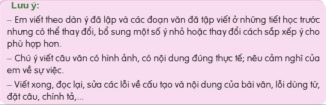 Lưu ý:
– Em viết theo dàn ý đã lập và các đoạn văn đã tập viết ở những tiết học trước
nhưng có thể thay đổi, bổ sung một số ý nhỏ hoặc thay đổi cách sắp xếp ý cho
phù hợp hơn.
– Chú ý viết câu văn có hình ảnh, có nội dung đúng thực tế; nêu cảm nghĩ của
em về sự việc.
– Viết xong, đọc lại, sửa các lỗi về cấu tạo và nội dung của bài văn, lỗi dùng từ,
đặt câu, chính tả,...